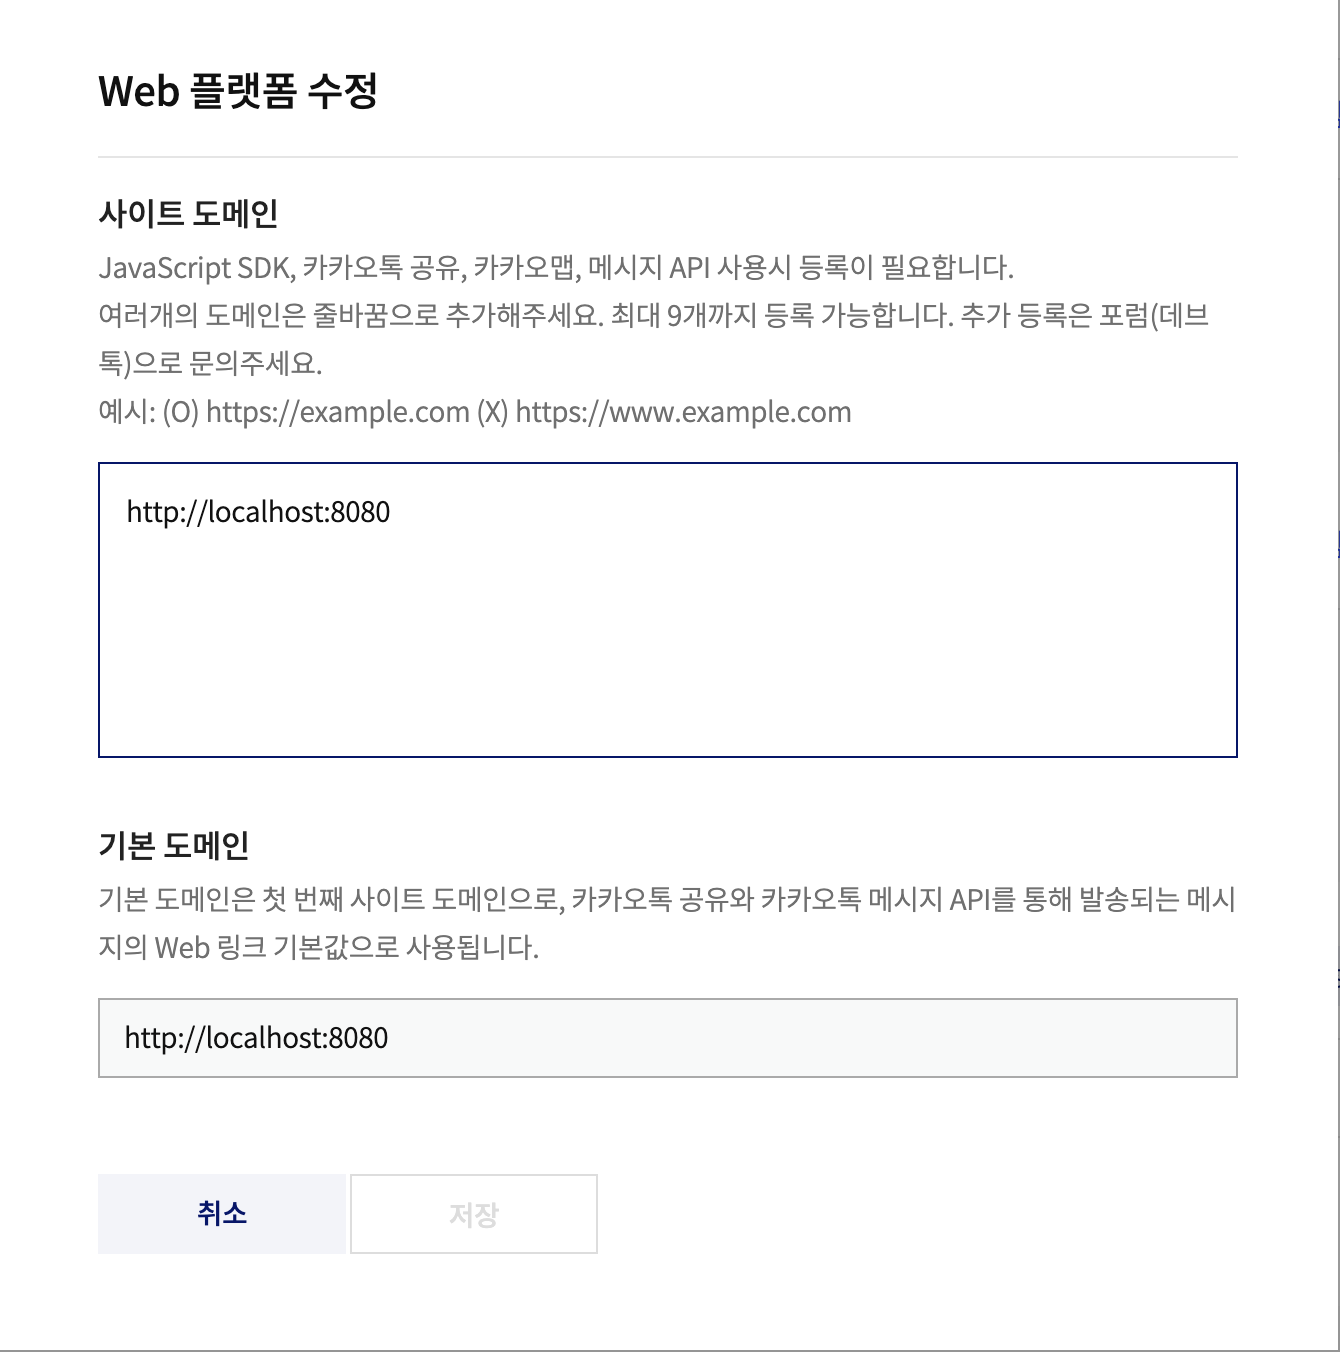 Web 플랫폼 수정
사이트 도메인
JavaScript SDK, 카카오톡 공유, 카카오맵, 메시지 API 사용시 등록이 필요합니다.
여러개의 도메인은 줄바꿈으로 추가해주세요. 최대 9개까지 등록 가능합니다. 추가 등록은 포럼(데브
톡)으로 문의주세요.
예시: (O) https://example.com (X) https://www.example.com
http://localhost:8080
기본 도메인
기본 도메인은 첫 번째 사이트 도메인으로, 카카오톡 공유와 카카오톡 메시지 API를 통해 발송되는 메시
지의 Web 링크 기본값으로 사용됩니다.
http://localhost:8080
취소
저장